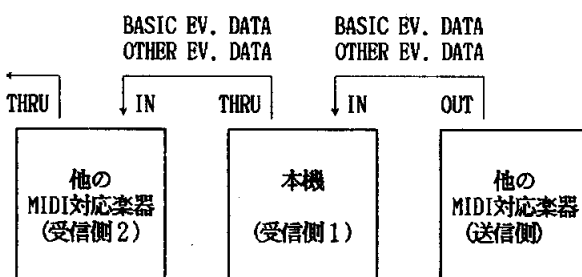 BASIC EV. DATA BASIC EV. DATA
OTHER EV. DATA OTHER EV. DATA
THRU IN THRU IN OUT
他の 本機 他の
MIDI対応楽器 MIDI対応楽器
(受信側2) (受信側1) (送信側)